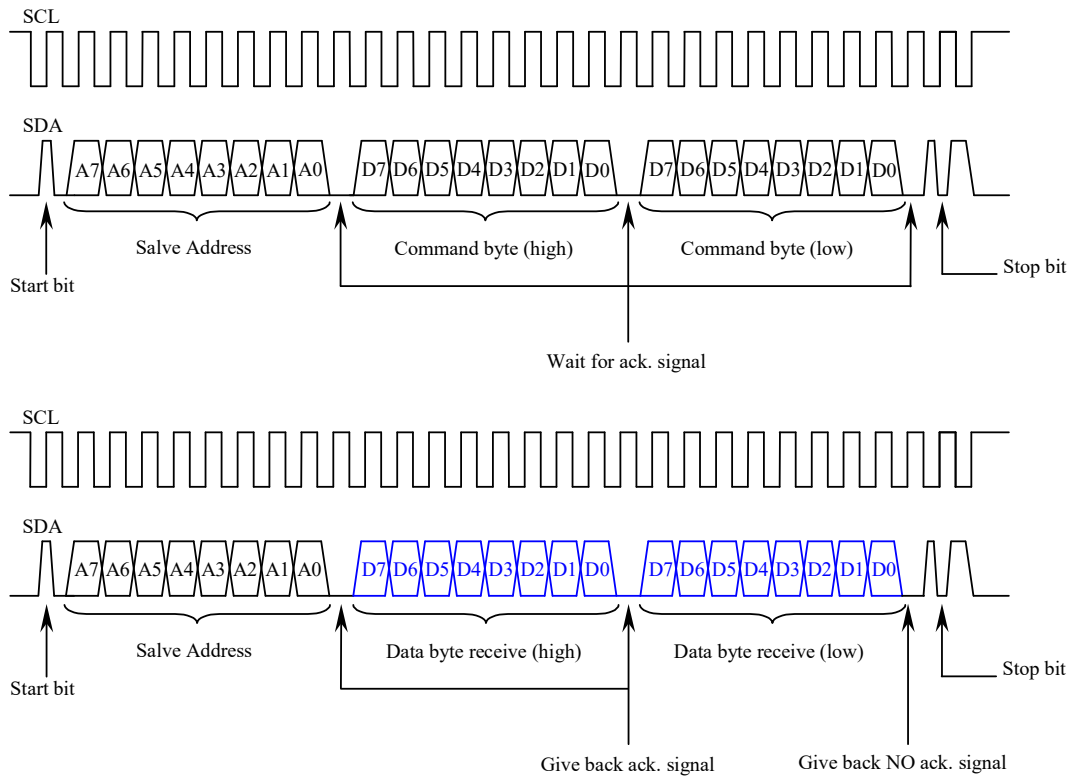 SCL
SDA
A7 A6 A5 A4 A3 A2 A1 A0 D7 D6 D5 D4 D3 D2 D1 D0 D7 D6 D5 D4 D3 D2 D1 D0
Salve Address Command byte (high) Command byte (low)
Start bit Stop bit
Wait for ack. signal
SCL
SDA
A7 A6 A5 A4 A3 A2 A1 A0 D7 D6 D5 D4 D3 D2 D1 D0 D7 D6 D5 D4 D3 D2 D1 D0
Salve Address Data byte receive (high) Data byte receive (low)
Start bit Stop bit
Give back ack. signal Give back NO ack. signal